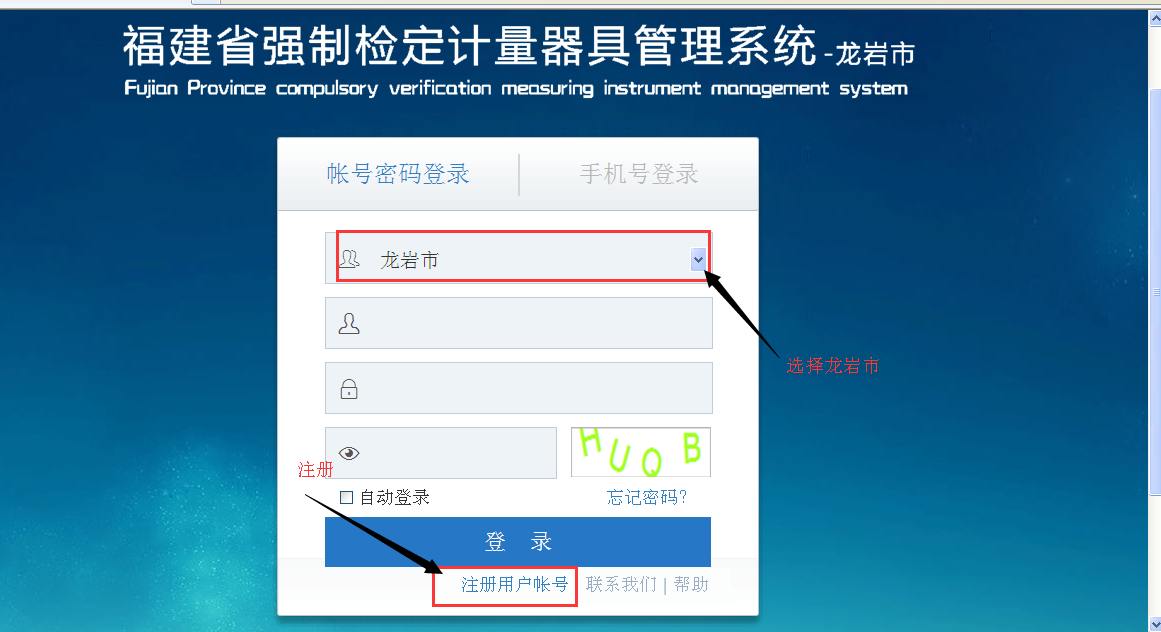 福建省强制检定计量器具管理系统-龙岩市
Fujian Province compulsory verification measuring instrument management system
帐号密码登录
手机号登录
龙岩市
选择龙岩市
HUQB
注册
自动登录
忘记密码?
登 录
注册用户帐号 联系我们 | 帮助